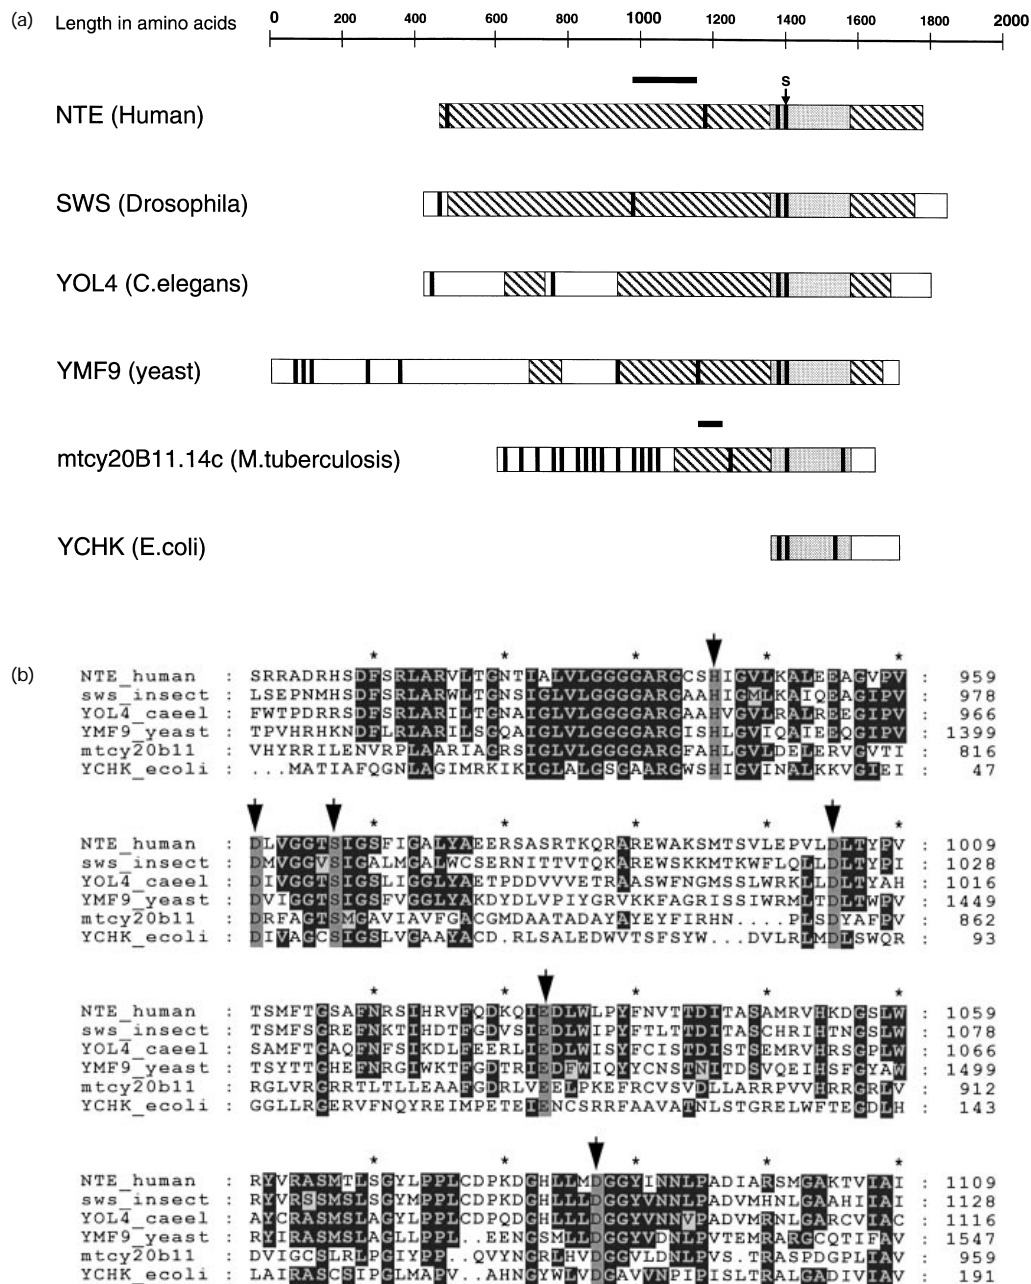 (a) Length in amino acids 0 200 400 600 800 1000 1200 1400 1600 1800 2000
s
NTE (Human)
SWS (Drosophila)
YOL4 (C.elegans)
YMF9 (yeast)
mtcy20B11.14c (M.tuberculosis)
YCHK (E.coli)
(b)
* * * * *
NTE_human : SRRADRHSDFSRLARVLTGNTIALVLGGGGARGCSHIGVLKALEEAGVPV : 959
sws_insect : LSEPNMHSDFSRLARWLTGNSIGLVLGGGGARGAAHIGMLKAIQEAGIPV : 978
YOL4_caeel : FWTPDRRSDFSRLARILTGNAIGLVLGGGGARGAAHVGVLRALREEGIPV : 966
YMF9_yeast : TPVHRHKNDFLRLARILSGQAIGLVLGGGGARGISHLGVIQAIEEQGIPV : 1399
mtcy20b11 : VHYRRILENVRPLAARIAGRSIGLVLGGGGARGFAHLGVLDELERVGVTI : 816
YCHK_ecoli : ...MATIAFQGNLAGIMRKIKIGLALGSGAARGWSHIGVINALKKVGIEI : 47
* * * * *
NTE_human : DLVGGTSIGSFIGALYAEERSASRTKQRAREWAKSMTSVLEPVLDLTYPV : 1009
sws_insect : DMVGGVSIGALMGALWCSERNITTVTQKAREWSKKMTKWFLQLLDLTYPI : 1028
YOL4_caeel : DIVGGTSIGSLIGGLYAETPDDVVVETRAASWFNGMSSLWRKLLDLTYAH : 1016
YMF9_yeast : DVIGGTSIGSFVGGLYAKDYDLVPIYGRVKKFAGRISSIWRMLTDLTWPV : 1449
mtcy20b11 : DRFAGTSMGAVIAVFGACGMDAATADAYAYEYFIRHN....PLSDYAFPV : 862
YCHK_ecoli : DIVAGCSIGSLVGAAYACD.RLSALEDWVTSFSYW...DVLRLMDLSWQR : 93
* * * * *
NTE_human : TSMFTGSAFNRSIHRVFQDKQIEDLWLPYFNVTTDITASAMRVHKDGSLW : 1059
sws_insect : TSMFSGREFNKTIHDTFGDVSIEDLWIPYFTLTTDITASCHRIHTNGSLW : 1078
YOL4_caeel : SAMFTGAQFNFSIKDLFEERLIEDLWISYFCISTDISTSEMRVHRSGPLW : 1066
YMF9_yeast : TSYTTGHEFNRGIWKTFGDTRIEDFWIQYYCNSTNITDSVQEIHSFGYAW : 1499
mtcy20b11 : RGLVRGRRTLTLLEAAFGDRLVEELPKEFRCVSVDLLARRPVVHRRGRLV : 912
YCHK_ecoli : GGLLRGERVFNQYREIMPETEIENCSRRFAAVATNLSTGRELWFTEGDLH : 143
* * * * *
NTE_human : RYVRASMTLSGYLPPLCDPKDGHLLMDGGYINNLPADIARSMGAKTVIAI : 1109
sws_insect : RYVRSSMSLSGYMPPLCDPKDGHLLLDGGYVNNLPADVMHNLGAAHIIAI : 1128
YOL4_caeel : AYCRASMSLAGYLPPLCDPQDGHLLLDGGYVNNVPADVMRNLGARCVIAC : 1116
YMF9_yeast : RYIRASMSLAGLLPPL..EENGSMLLDGGYVDNLPVTEMRARGCQTIFAV : 1547
mtcy20b11 : DVIGCSLRLPGIYPP..QVYNGRLHVDGGVLDNLPVS.TRASPDGPLIAV : 959
YCHK_ecoli : LAIRASCSIPGLMAPV..AHNGYWLVDGAVVNPIPISLTRAIGADIVIAV : 191